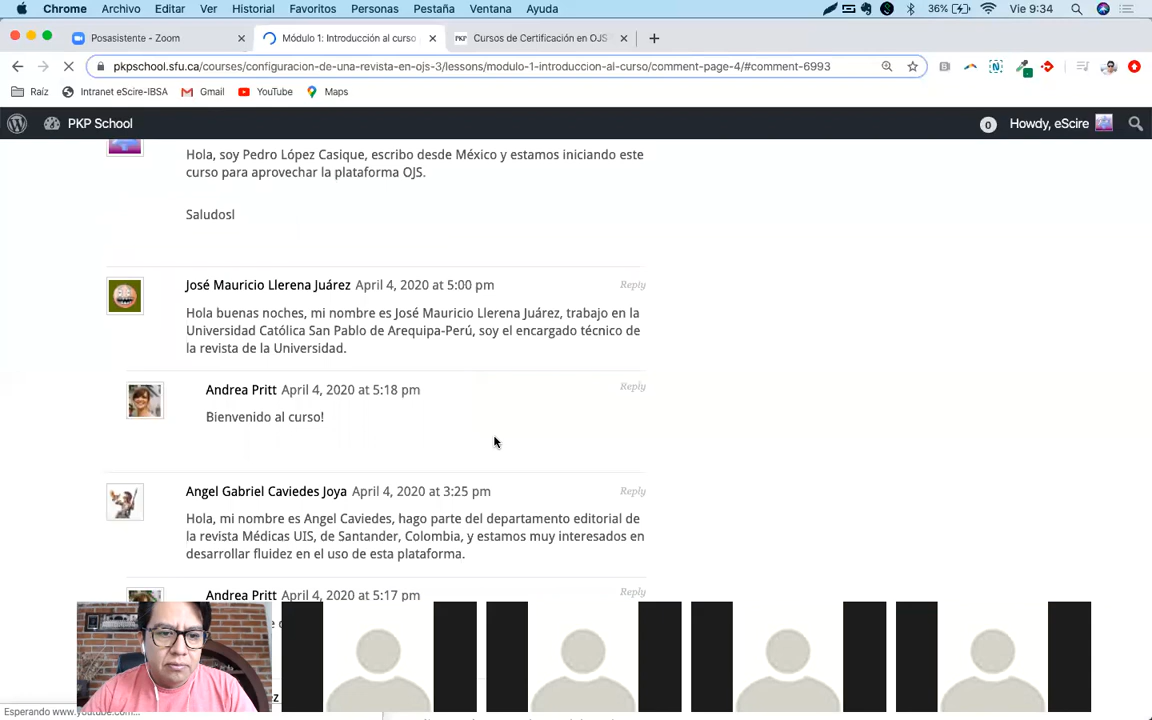 Chrome Archivo Editar Ver Historial Favoritos Personas Pestaña Ventana Ayuda 36% Vie 9:34
Posasistente - Zoom Módulo 1: Introducción al curso Cursos de Certificación en OJS
pkpschool.sfu.ca/courses/configuracion-de-una-revista-en-ojs-3/lessons/modulo-1-introduccion-al-curso/comment-page-4/#comment-6993
Raíz Intranet eScire-IBSA Gmail YouTube Maps
PKP School 0 Howdy, eScire
Hola, soy Pedro López Casique, escribo desde México y estamos iniciando este
curso para aprovechar la plataforma OJS.
Saludosl
José Mauricio Llerena Juárez April 4, 2020 at 5:00 pm Reply
Hola buenas noches, mi nombre es José Mauricio Llerena Juárez, trabajo en la
Universidad Católica San Pablo de Arequipa-Perú, soy el encargado técnico de
la revista de la Universidad.
Andrea Pritt April 4, 2020 at 5:18 pm Reply
Bienvenido al curso!
Angel Gabriel Caviedes Joya April 4, 2020 at 3:25 pm Reply
Hola, mi nombre es Angel Caviedes, hago parte del departamento editorial de
la revista Médicas UIS, de Santander, Colombia, y estamos muy interesados en
desarrollar fluidez en el uso de esta plataforma.
Andrea Pritt April 4, 2020 at 5:17 pm Reply
Esperando www.youtube.com...